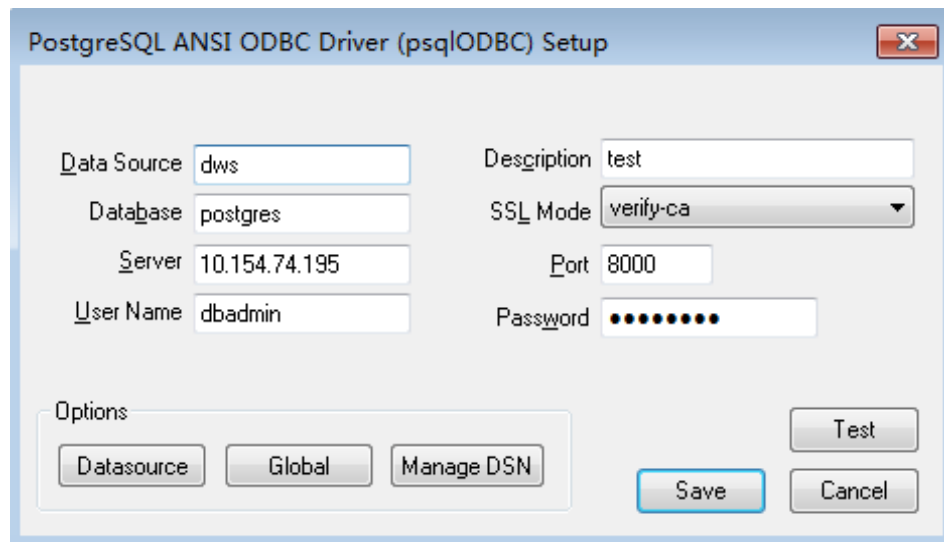 PostgreSQL ANSI ODBC Driver (psqlODBC) Setup
Data Source dws Description test
Database postgres SSL Mode verify-ca
Server 10.154.74.195 Port 8000
User Name dbadmin Password ●●●●●●●●
Options
Datasource Global Manage DSN
Test
Save Cancel